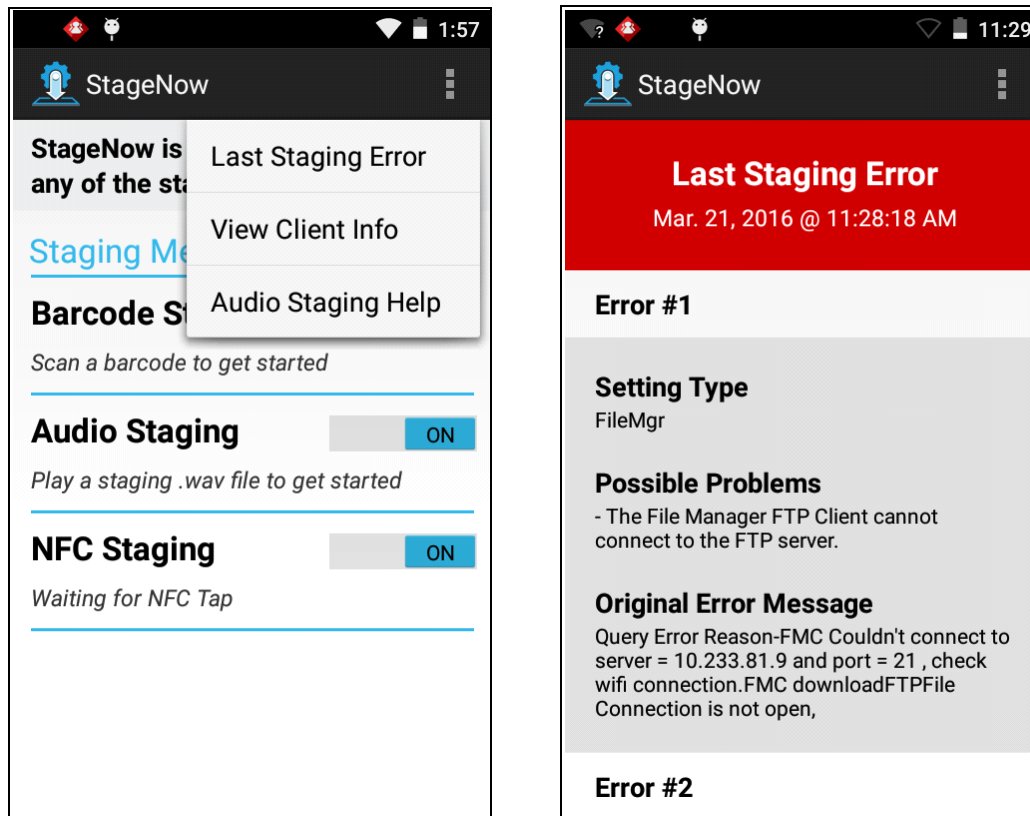 1:57
StageNow
StageNow is
any of the sta
Last Staging Error
View Client Info
Audio Staging Help
Staging Me
Barcode St
Scan a barcode to get started
Audio Staging
ON
Play a staging .wav file to get started
NFC Staging
ON
Waiting for NFC Tap
?
11:29
StageNow
Last Staging Error
Mar. 21, 2016 @ 11:28:18 AM
Error #1
Setting Type
FileMgr
Possible Problems
- The File Manager FTP Client cannot
connect to the FTP server.
Original Error Message
Query Error Reason-FMC Couldn't connect to
server = 10.233.81.9 and port = 21 , check
wifi connection.FMC downloadFTPFile
Connection is not open,
Error #2